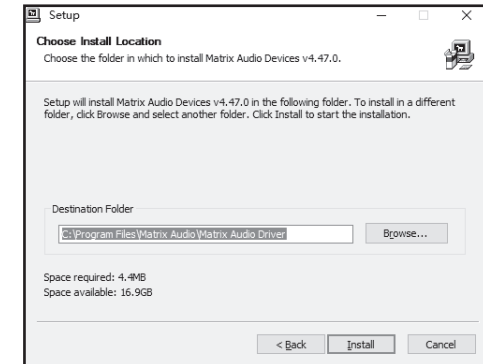 Setup
Choose Install Location
Choose the folder in which to install Matrix Audio Devices v4.47.0.
Setup will install Matrix Audio Devices v4.47.0 in the following folder. To install in a different
folder, click Browse and select another folder. Click Install to start the installation.
Destination Folder
C:\Program Files\Matrix Audio\Matrix Audio Driver
Browse...
Space required: 4.4MB
Space available: 16.9GB
< Back Install Cancel